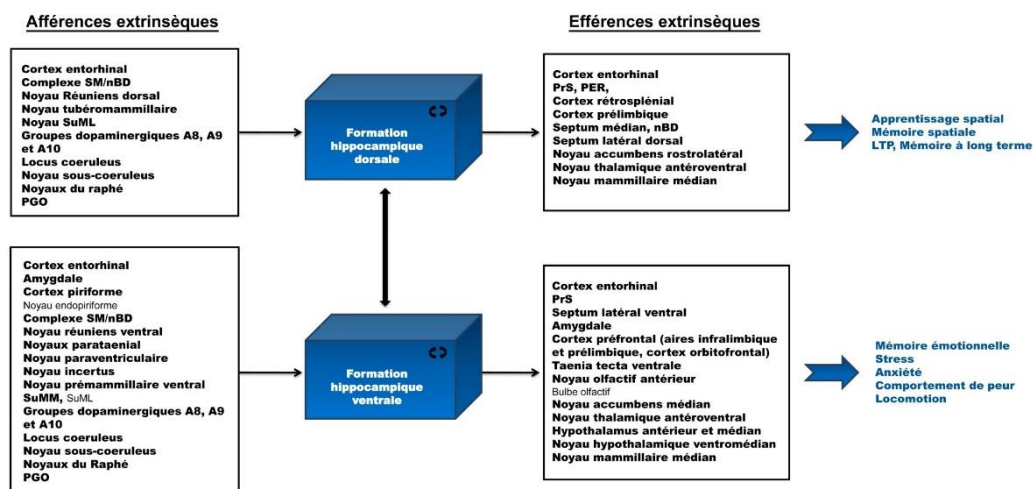 Afférences extrinsèques
Efférences extrinsèques
Cortex entorhinal
Complexe SM/nBD
Noyau Réuniens dorsal
Noyau tubéromammillaire
Noyau SuML
Groupes dopaminergiques A8, A9
et A10
Locus coeruleus
Noyau sous-coeruleus
Noyaux du raphé
PGO
Formation
hippocampique
dorsale
Cortex entorhinal
PrS, PER,
Cortex rétrosplénial
Cortex prélimbique
Septum médian, nBD
Septum latéral dorsal
Noyau accumbens rostrolatéral
Noyau thalamique antéroventral
Noyau mammillaire médian
Apprentissage spatial
Mémoire spatiale
LTP, Mémoire à long terme
Cortex entorhinal
Amygdale
Cortex piriforme
Noyau endopiriforme
Complexe SM/nBD
Noyau réuniens ventral
Noyaux parataenial
Noyau paraventriculaire
Noyau incertus
Noyau prémammillaire ventral
SuMM, SuML
Groupes dopaminergiques A8, A9
et A10
Locus coeruleus
Noyau sous-coeruleus
Noyaux du Raphé
PGO
Formation
hippocampique
ventrale
Cortex entorhinal
PrS
Septum latéral ventral
Amygdale
Cortex préfrontal (aires infralimbique
et prélimbique, cortex orbitofrontal)
Taenia tecta ventrale
Noyau olfactif antérieur
Bulbe olfactif
Noyau accumbens médian
Noyau thalamique antéroventral
Hypothalamus antérieur et médian
Noyau hypothalamique ventromédian
Noyau mammillaire médian
Mémoire émotionnelle
Stress
Anxiété
Comportement de peur
Locomotion